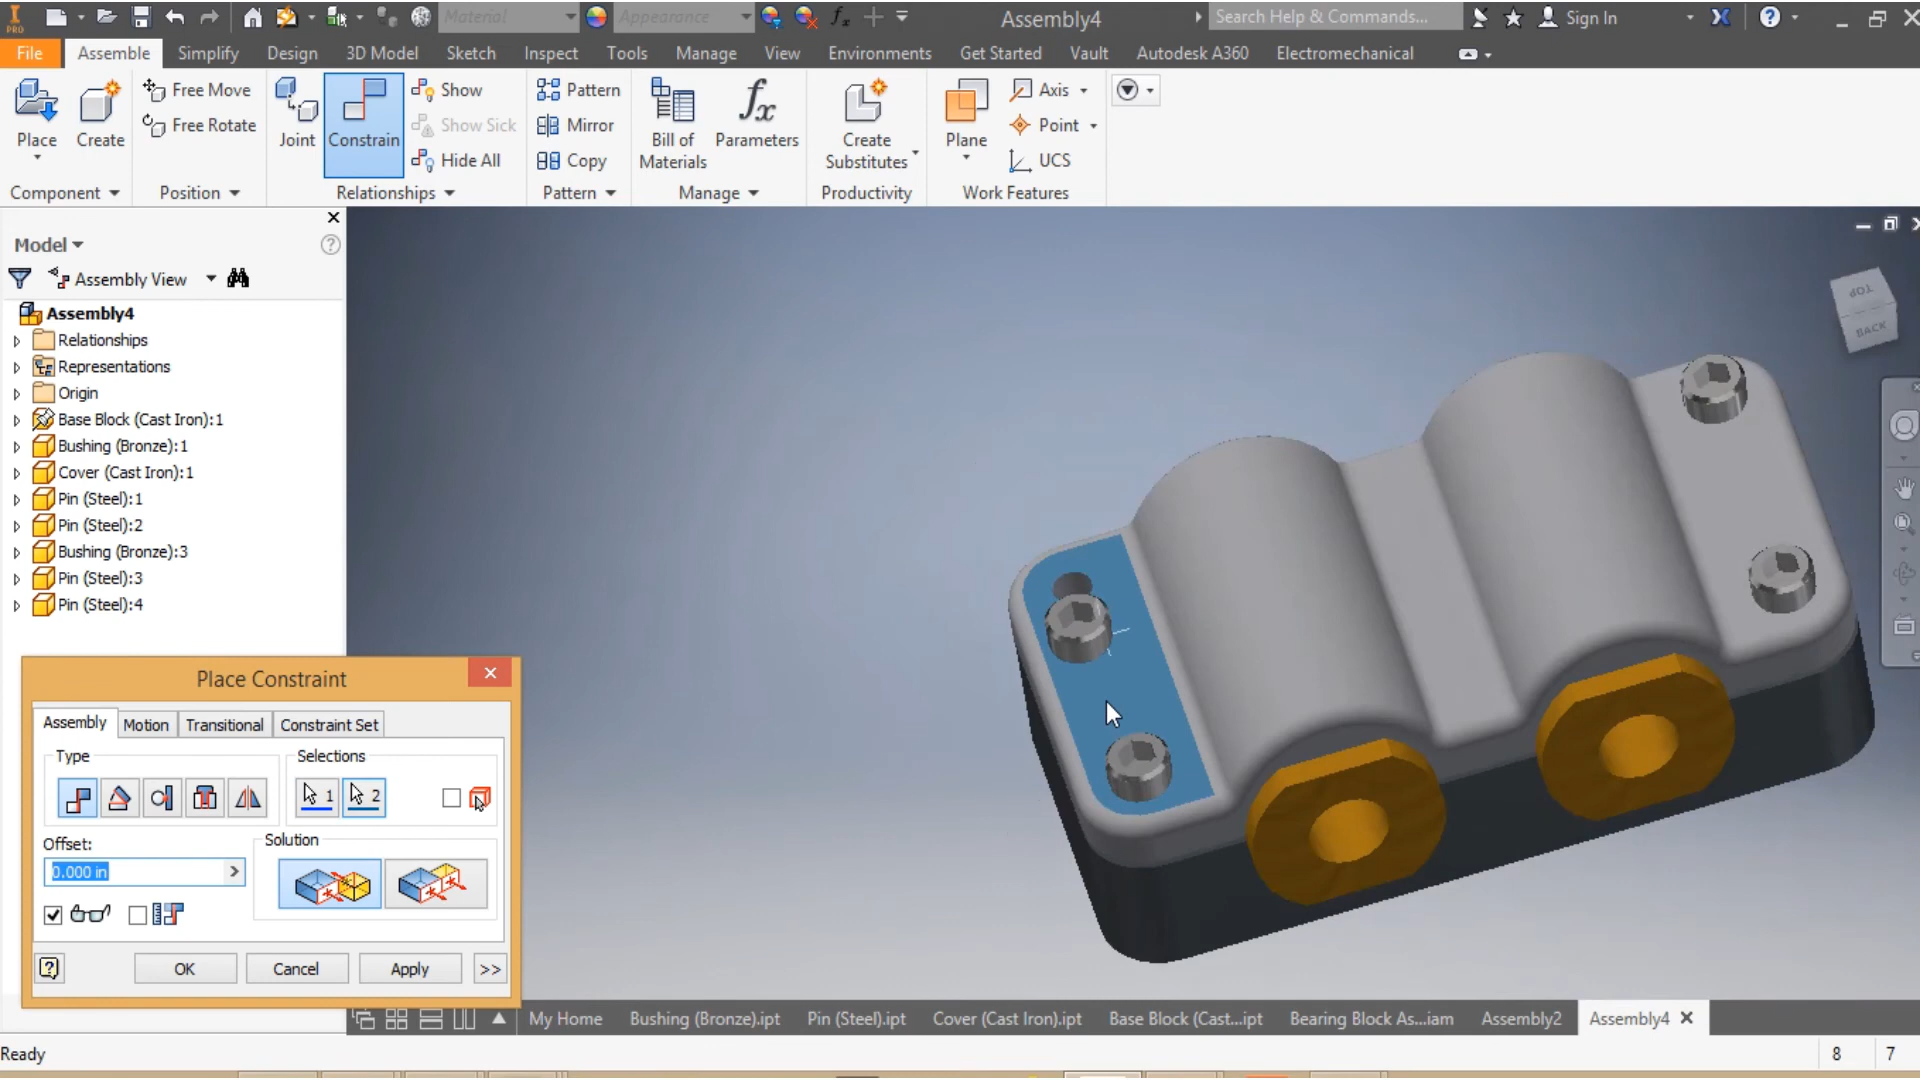 PRO
Material
Appearance
fx
Assembly4
Search Help & Commands...
Sign In
File
Assemble
Simplify
Design
3D Model
Sketch
Inspect
Tools
Manage
View
Environments
Get Started
Vault
Autodesk A360
Electromechanical
Place
Create
Free Move
Free Rotate
Joint
Constrain
Show
Show Sick
Hide All
Pattern
Mirror
Copy
Bill of
Materials
fx
Parameters
Create
Substitutes
Plane
Axis
Point
UCS
Component
Position
Relationships
Pattern
Manage
Productivity
Work Features
Model
Assembly View
Assembly4
Relationships
Representations
Origin
Base Block (Cast Iron):1
Bushing (Bronze):1
Cover (Cast Iron):1
Pin (Steel):1
Pin (Steel):2
Bushing (Bronze):3
Pin (Steel):3
Pin (Steel):4
TOP
BACK
Place Constraint
Assembly
Motion
Transitional
Constraint Set
Type
Selections
1
2
Offset:
0.000 in
Solution
OK
Cancel
Apply
>>
My Home
Bushing (Bronze).ipt
Pin (Steel).ipt
Cover (Cast Iron).ipt
Base Block (Cast...ipt
Bearing Block As...iam
Assembly2
Assembly4
Ready
8
7